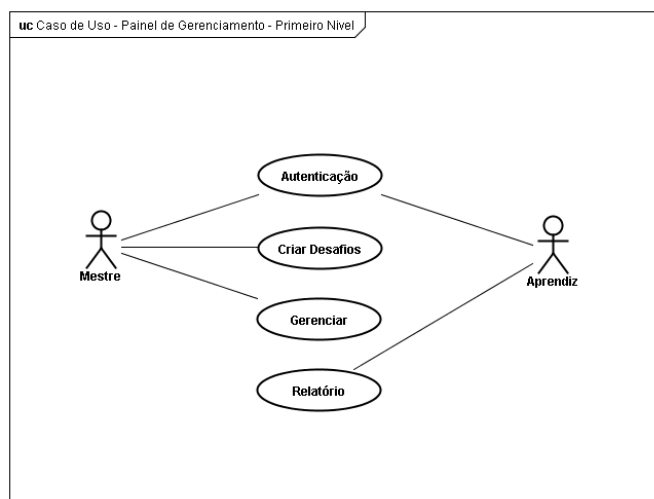 uc Caso de Uso - Painel de Gerenciamento - Primeiro Nivel
Autenticação
Criar Desafios
Mestre
Aprendiz
Gerenciar
Relatório